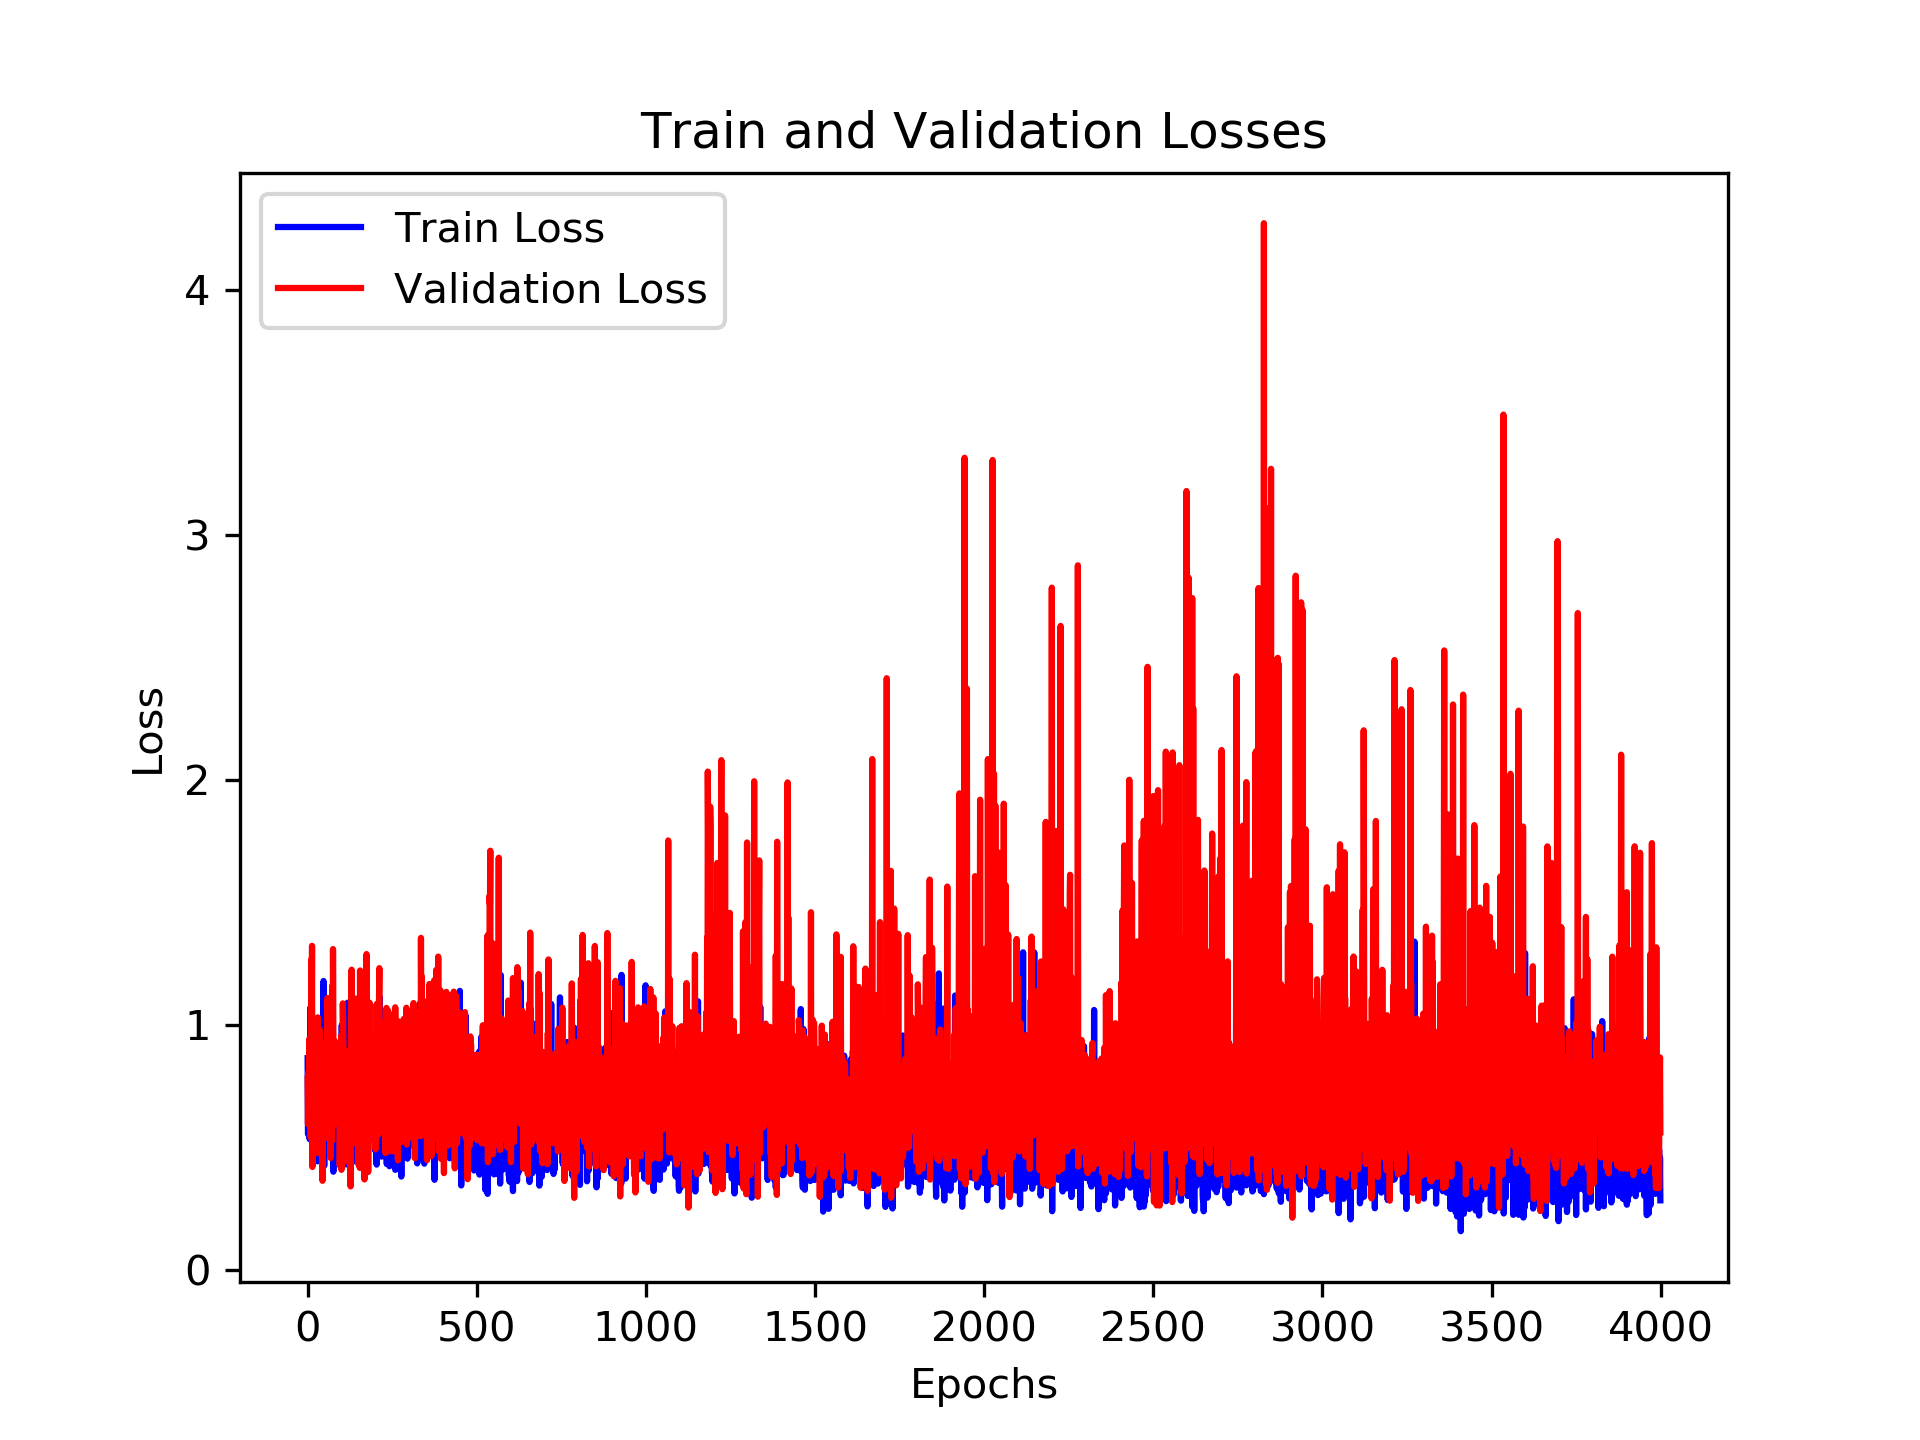 Train and Validation Losses
Train Loss
Validation Loss
4
3
2
1
0
Loss
0 500 1000 1500 2000 2500 3000 3500 4000
Epochs